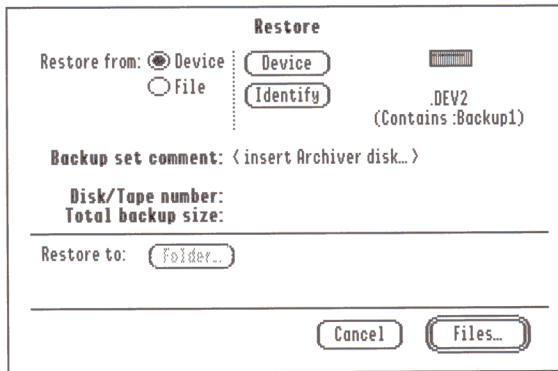 Restore
Restore from: Device
File
Device
Identify
.DEV2
(Contains :Backup1)
Backup set comment: < insert Archiver disk… >
Disk/Tape number:
Total backup size:
Restore to: Folder…
Cancel
Files…